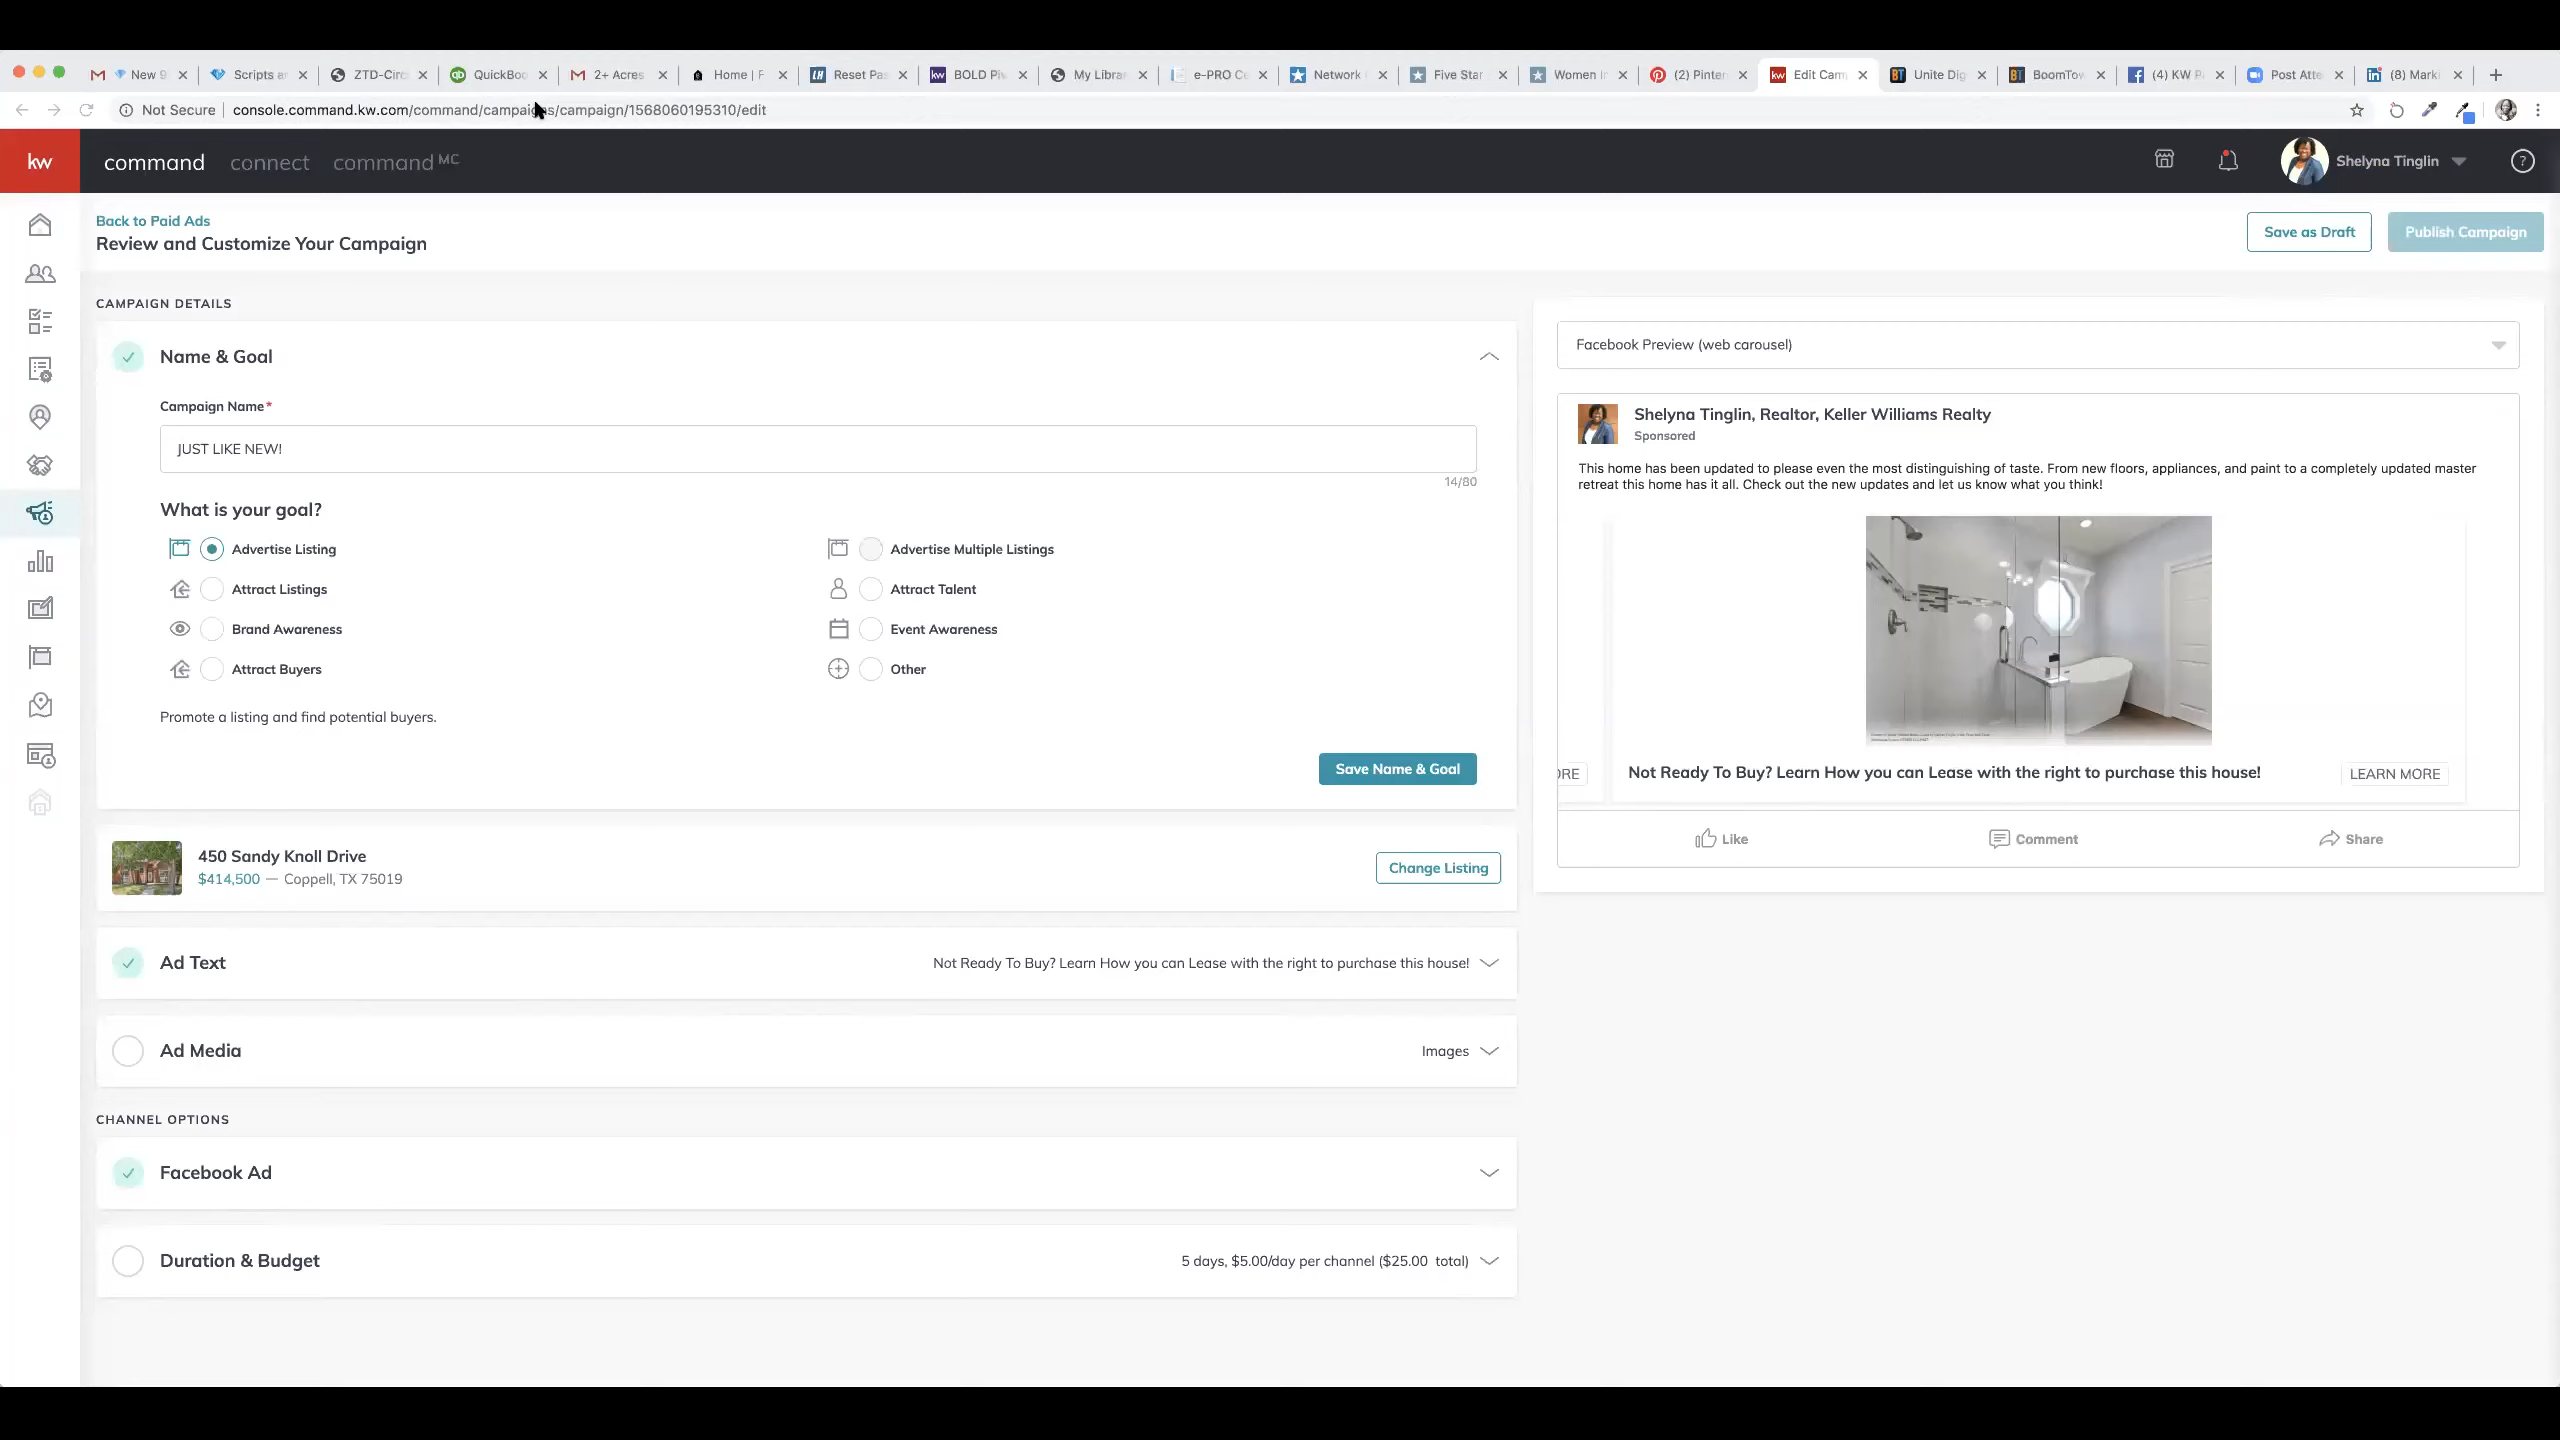 New 9
Scripts ar
ZTD-Circ
QuickBoo
2+ Acres
Home | F
Reset Pas
BOLD Piv
My Librar
e-PRO Ce
Network
Five Star
Women In
(2) Pinter
Edit Cam
Unite Dig
BoomTow
(4) KW P
Post Atte
(8) Marki
Not Secure
console.command.kw.com/command/campaigns/campaign/1568060195310/edit
kw
command
connect
command MC
Shelyna Tinglin
Back to Paid Ads
Review and Customize Your Campaign
Save as Draft
Publish Campaign
CAMPAIGN DETAILS
Name & Goal
Campaign Name*
JUST LIKE NEW!
14/80
What is your goal?
Advertise Listing
Advertise Multiple Listings
Attract Listings
Attract Talent
Brand Awareness
Event Awareness
Attract Buyers
Other
Promote a listing and find potential buyers.
Save Name & Goal
450 Sandy Knoll Drive
$414,500 — Coppell, TX 75019
Change Listing
Ad Text
Not Ready To Buy? Learn How you can Lease with the right to purchase this house!
Ad Media
Images
CHANNEL OPTIONS
Facebook Ad
Duration & Budget
5 days, $5.00/day per channel ($25.00 total)
Facebook Preview (web carousel)
Shelyna Tinglin, Realtor, Keller Williams Realty
Sponsored
This home has been updated to please even the most distinguishing of taste. From new floors, appliances, and paint to a completely updated master
retreat this home has it all. Check out the new updates and let us know what you think!
ORE
Not Ready To Buy? Learn How you can Lease with the right to purchase this house!
LEARN MORE
Like
Comment
Share